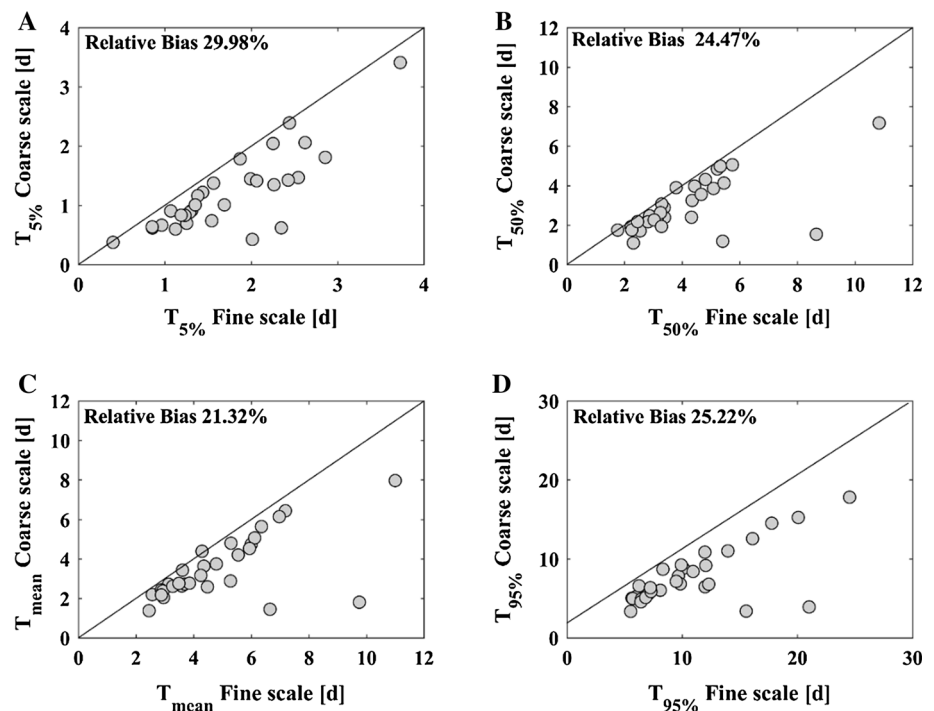 A
Relative Bias 29.98%
4
3
2
1
0
T5% Coarse scale [d]
0 1 2 3 4
T5% Fine scale [d]
B
Relative Bias 24.47%
12
10
8
6
4
2
0
T50% Coarse scale [d]
0 2 4 6 8 10 12
T50% Fine scale [d]
C
Relative Bias 21.32%
12
10
8
6
4
2
0
Tmean Coarse scale [d]
0 2 4 6 8 10 12
Tmean Fine scale [d]
D
Relative Bias 25.22%
30
20
10
0
T95% Coarse scale [d]
0 10 20 30
T95% Fine scale [d]